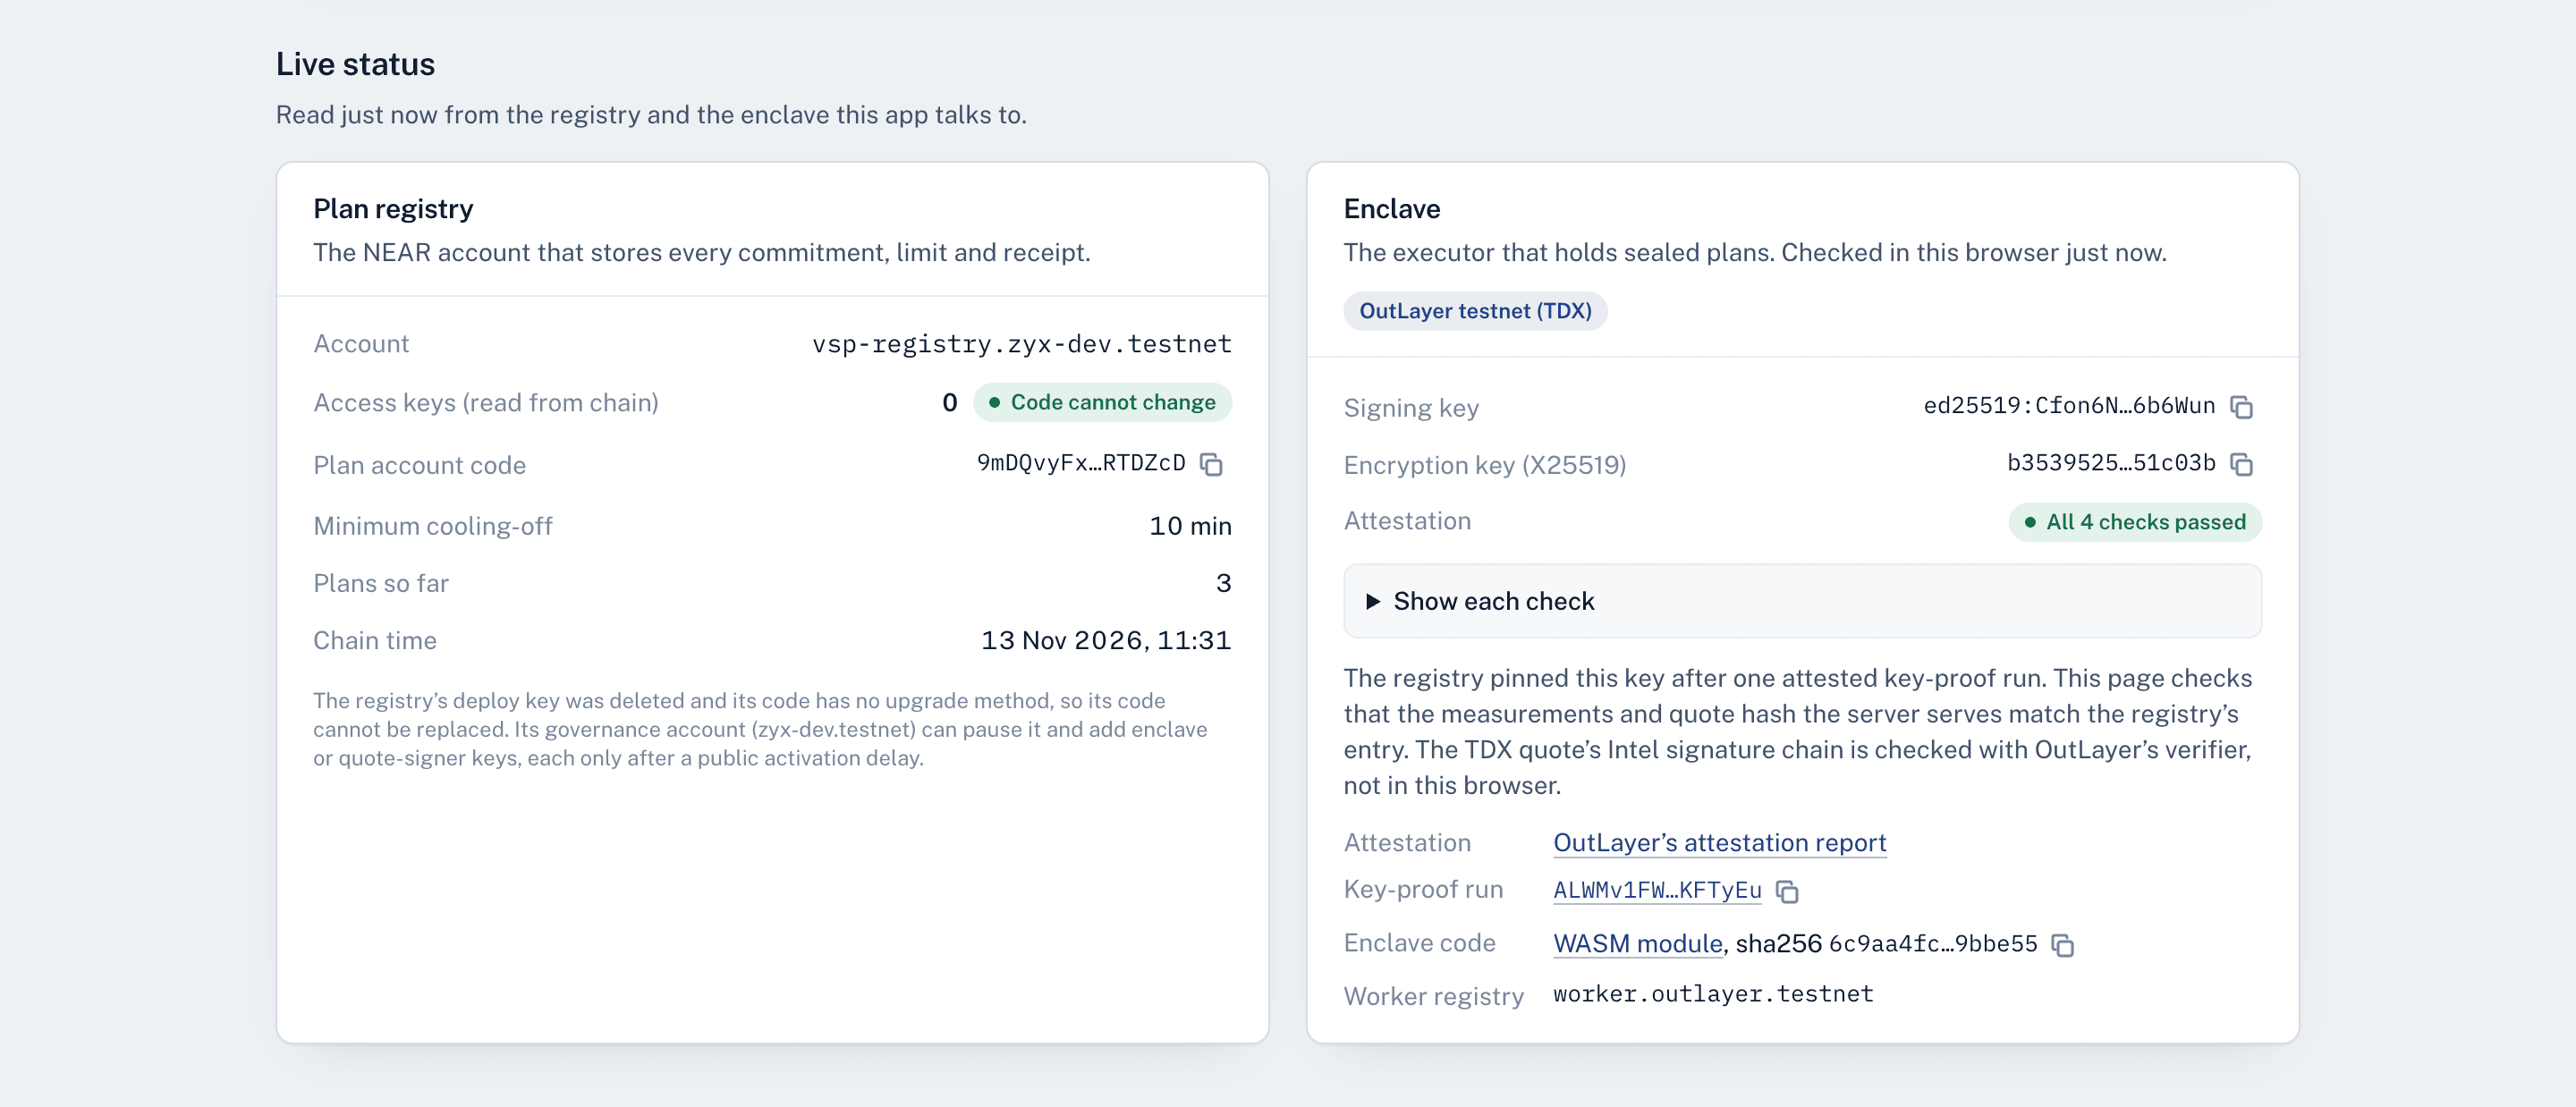 Live status
Read just now from the registry and the enclave this app talks to.
Plan registry
The NEAR account that stores every commitment, limit and receipt.
Account vsp-registry.zyx-dev.testnet
Access keys (read from chain) 0 Code cannot change
Plan account code 9mDQvyFx…RTDZcD
Minimum cooling-off 10 min
Plans so far 3
Chain time 13 Nov 2026, 11:31
The registry’s deploy key was deleted and its code has no upgrade method, so its code
cannot be replaced. Its governance account (zyx-dev.testnet) can pause it and add enclave
or quote-signer keys, each only after a public activation delay.
Enclave
The executor that holds sealed plans. Checked in this browser just now.
OutLayer testnet (TDX)
Signing key ed25519:Cfon6N…6b6Wun
Encryption key (X25519) b3539525…51c03b
Attestation All 4 checks passed
Show each check
The registry pinned this key after one attested key-proof run. This page checks
that the measurements and quote hash the server serves match the registry’s
entry. The TDX quote’s Intel signature chain is checked with OutLayer’s verifier,
not in this browser.
Attestation OutLayer’s attestation report
Key-proof run ALWMv1FW…KFTyEu
Enclave code WASM module, sha256 6c9aa4fc…9bbe55
Worker registry worker.outlayer.testnet